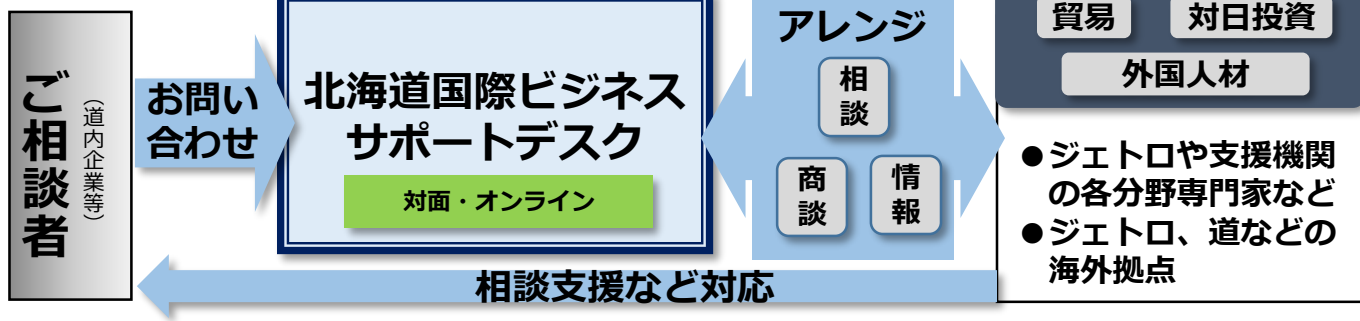 ご相談者
(道内企業等)
お問い
合わせ
北海道国際ビジネス
サポートデスク
対面・オンライン
アレンジ
相談
商談
情報
貿易
対日投資
外国人材
●ジェトロや支援機関
の各分野専門家など
●ジェトロ、道などの
海外拠点
相談支援など対応